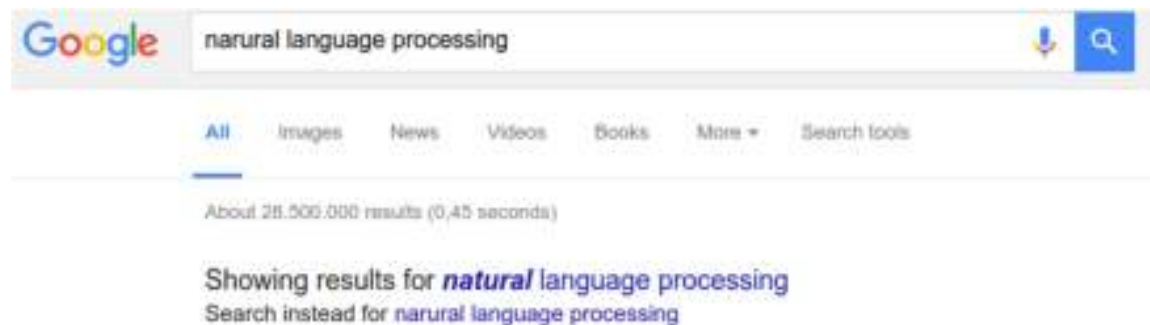 Google narural language processing
All Images News Videos Books More Search tools
About 28.500.000 results (0,45 seconds)
Showing results for natural language processing
Search instead for narural language processing